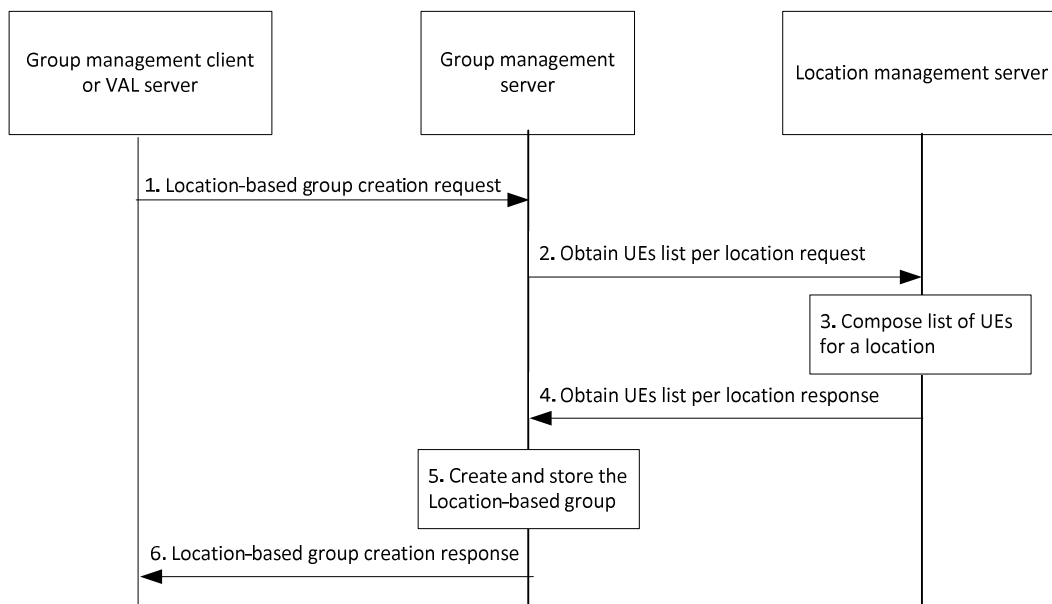 Group management client
or VAL server
Group management
server
Location management server
1. Location-based group creation request
2. Obtain UEs list per location request
3. Compose list of UEs
for a location
4. Obtain UEs list per location response
5. Create and store the
Location-based group
6. Location-based group creation response